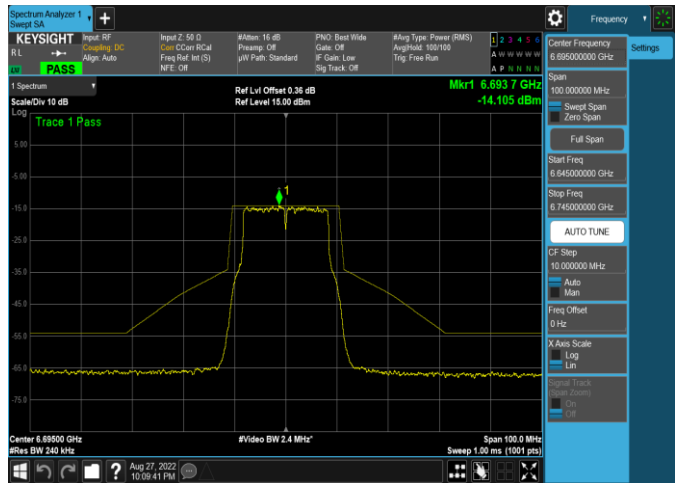 Spectrum Analyzer 1
Swept SA
Frequency
KEYSIGHT
RL
LU
PASS
Input: RF
Coupling: DC
Align: Auto
Input Z: 50 Ω
Corr CCorr RCal
Freq Ref: Int (S)
NFE: Off
#Atten: 16 dB
Preamp: Off
µW Path: Standard
PNO: Best Wide
Gate: Off
IF Gain: Low
Sig Track: Off
#Avg Type: Power (RMS)
Avg|Hold: 100/100
Trig: Free Run
1 2 3 4 5 6
A W W W W W
A P N N N N
1 Spectrum
Scale/Div 10 dB
Log
Ref Lvl Offset 0.36 dB
Ref Level 15.00 dBm
Mkr1 6.693 7 GHz
-14.105 dBm
Trace 1 Pass
1
5.00
-5.00
-15.0
-25.0
-35.0
-45.0
-55.0
-65.0
-75.0
Center 6.69500 GHz
#Res BW 240 kHz
#Video BW 2.4 MHz*
Span 100.0 MHz
Sweep 1.00 ms (1001 pts)
Aug 27, 2022
10:09:41 PM
Center Frequency
6.695000000 GHz
Span
100.000000 MHz
Swept Span
Zero Span
Full Span
Start Freq
6.645000000 GHz
Stop Freq
6.745000000 GHz
AUTO TUNE
CF Step
10.000000 MHz
Auto
Man
Freq Offset
0 Hz
X Axis Scale
Log
Lin
Signal Track
(Span Zoom)
On
Off
Settings